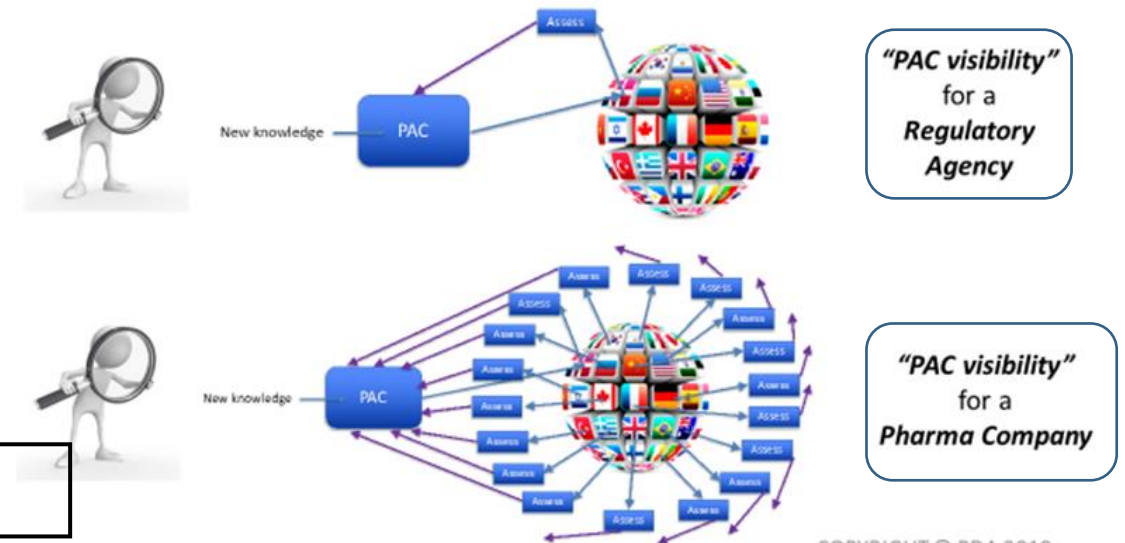 Assess
New knowledge
PAC
"PAC visibility"
for a
Regulatory
Agency
Assess
Assess
Assess
Assess
Assess
Assess
Assess
Assess
Assess
New knowledge
PAC
Assess
Assess
Assess
Assess
Assess
Assess
Assess
Assess
Assess
"PAC visibility"
for a
Pharma Company
COPYRIGHT ©